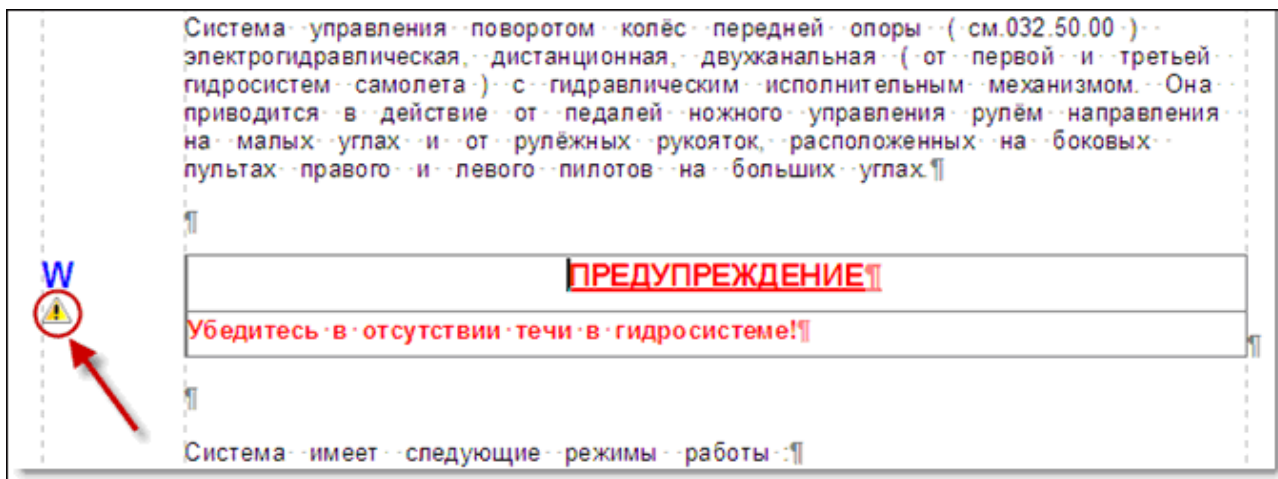 Система управления поворотом колёс передней опоры ( см.032.50.00 )
электрогидравлическая, дистанционная, двухканальная ( от первой и третьей
гидросистем самолета ) с гидравлическим исполнительным механизмом. Она
приводится в действие от педалей ножного управления рулём направления
на малых углах и от рулёжных рукояток, расположенных на боковых
пультах правого и левого пилотов на больших углах.¶
¶
W
ПРЕДУПРЕЖДЕНИЕ¶
Убедитесь в отсутствии течи в гидросистеме!¶
¶
¶
Система имеет следующие режимы работы :¶